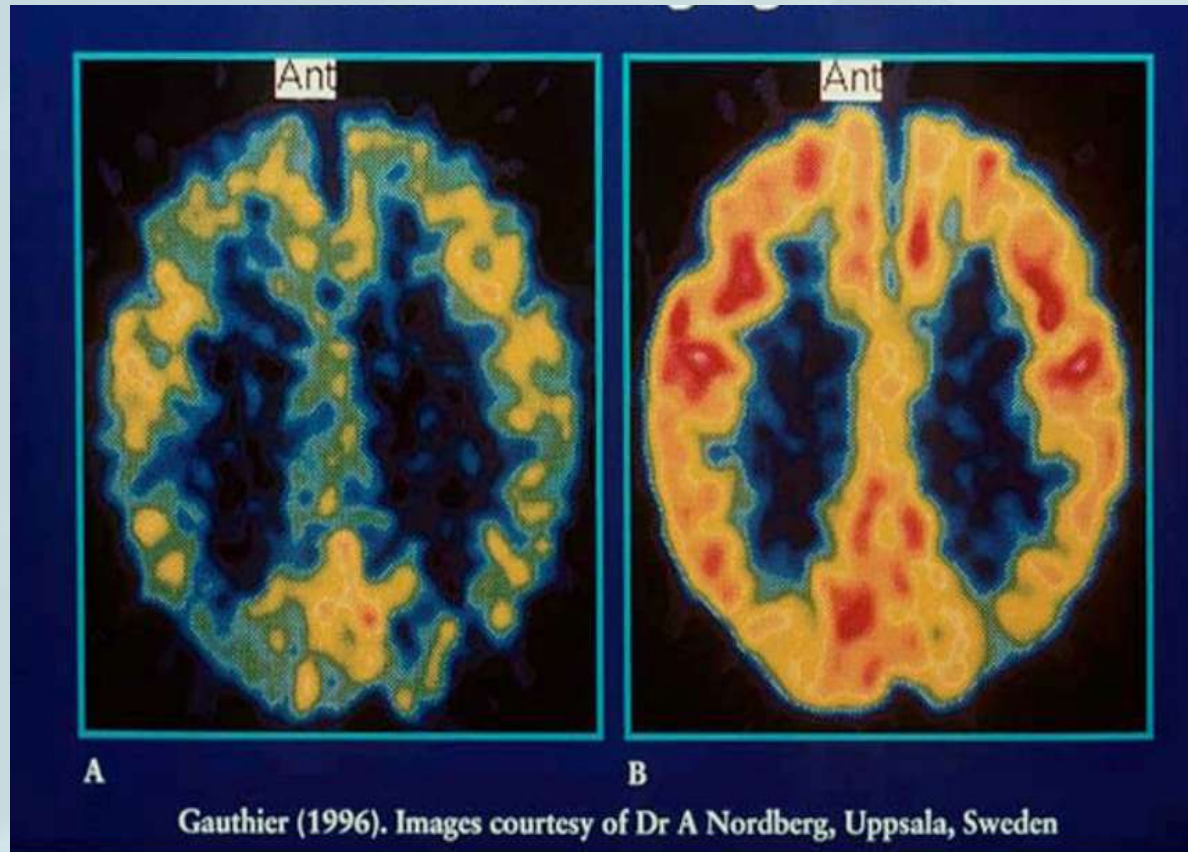 Ant
Ant
A
B
Gauthier (1996). Images courtesy of Dr A Nordberg, Uppsala, Sweden